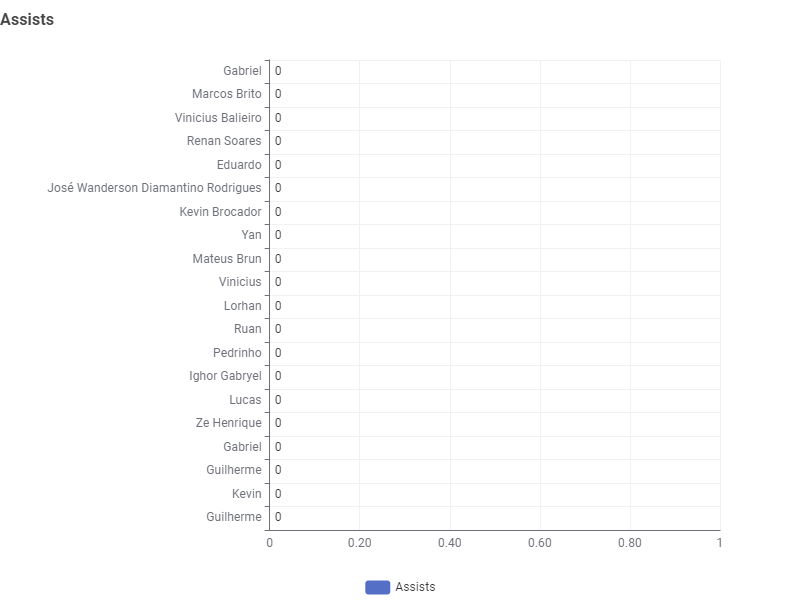 Assists
Gabriel 0
Marcos Brito 0
Vinicius Balieiro 0
Renan Soares 0
Eduardo 0
José Wanderson Diamantino Rodrigues 0
Kevin Brocador 0
Yan 0
Mateus Brun 0
Vinicius 0
Lorhan 0
Ruan 0
Pedrinho 0
Ighor Gabryel 0
Lucas 0
Ze Henrique 0
Gabriel 0
Guilherme 0
Kevin 0
Guilherme 0
0 0.20 0.40 0.60 0.80 1
Assists